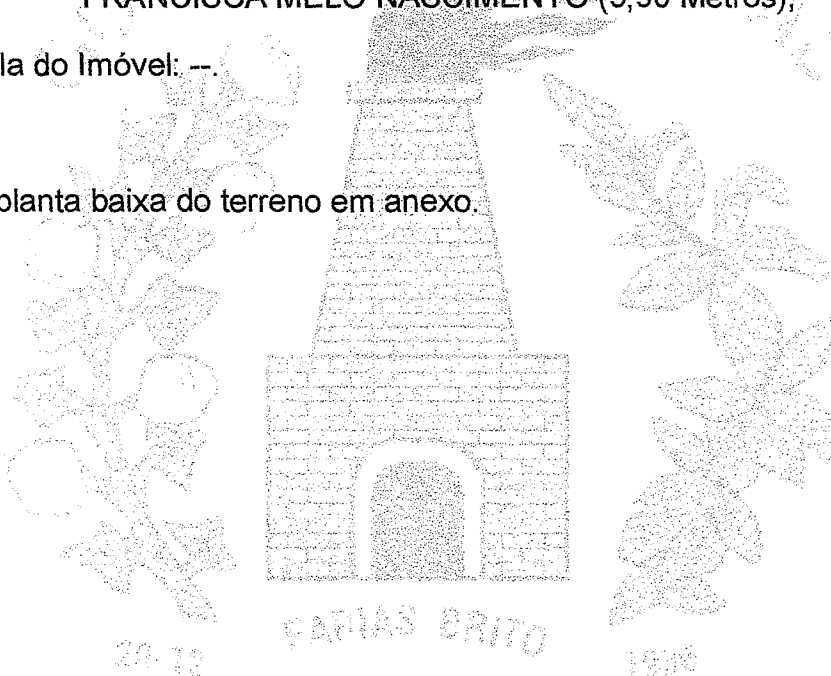 FRANCISCA MELO NASCIMENTO (5,50 Metros),
la do Imóvel: --.
planta baixa do terreno em anexo.
FARIAS BRITO